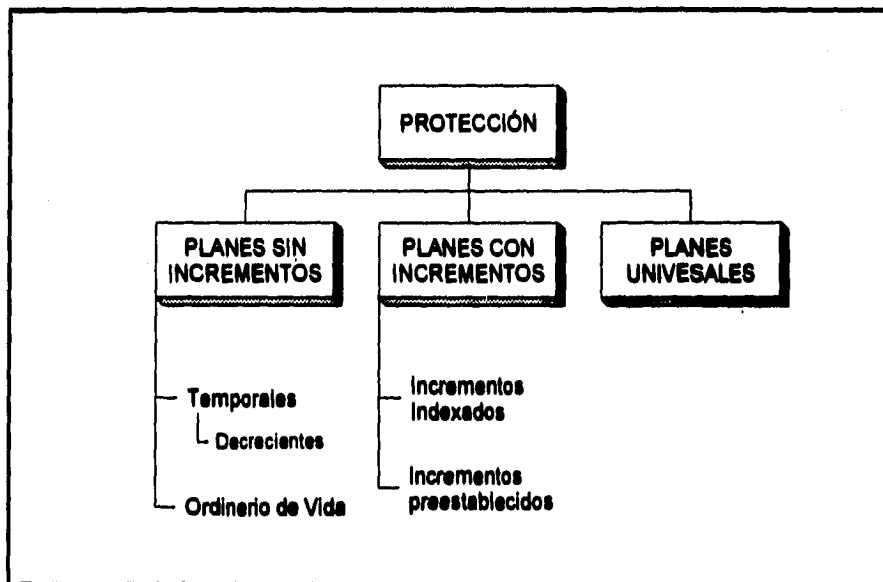 PROTECCIÓN
PLANES SIN
INCREMENTOS
PLANES CON
INCREMENTOS
PLANES
UNIVESALES
Temporales
Decrecientes
Ordinerio de Vida
Incrementos
Indexados
Incrementos
preestablecidos